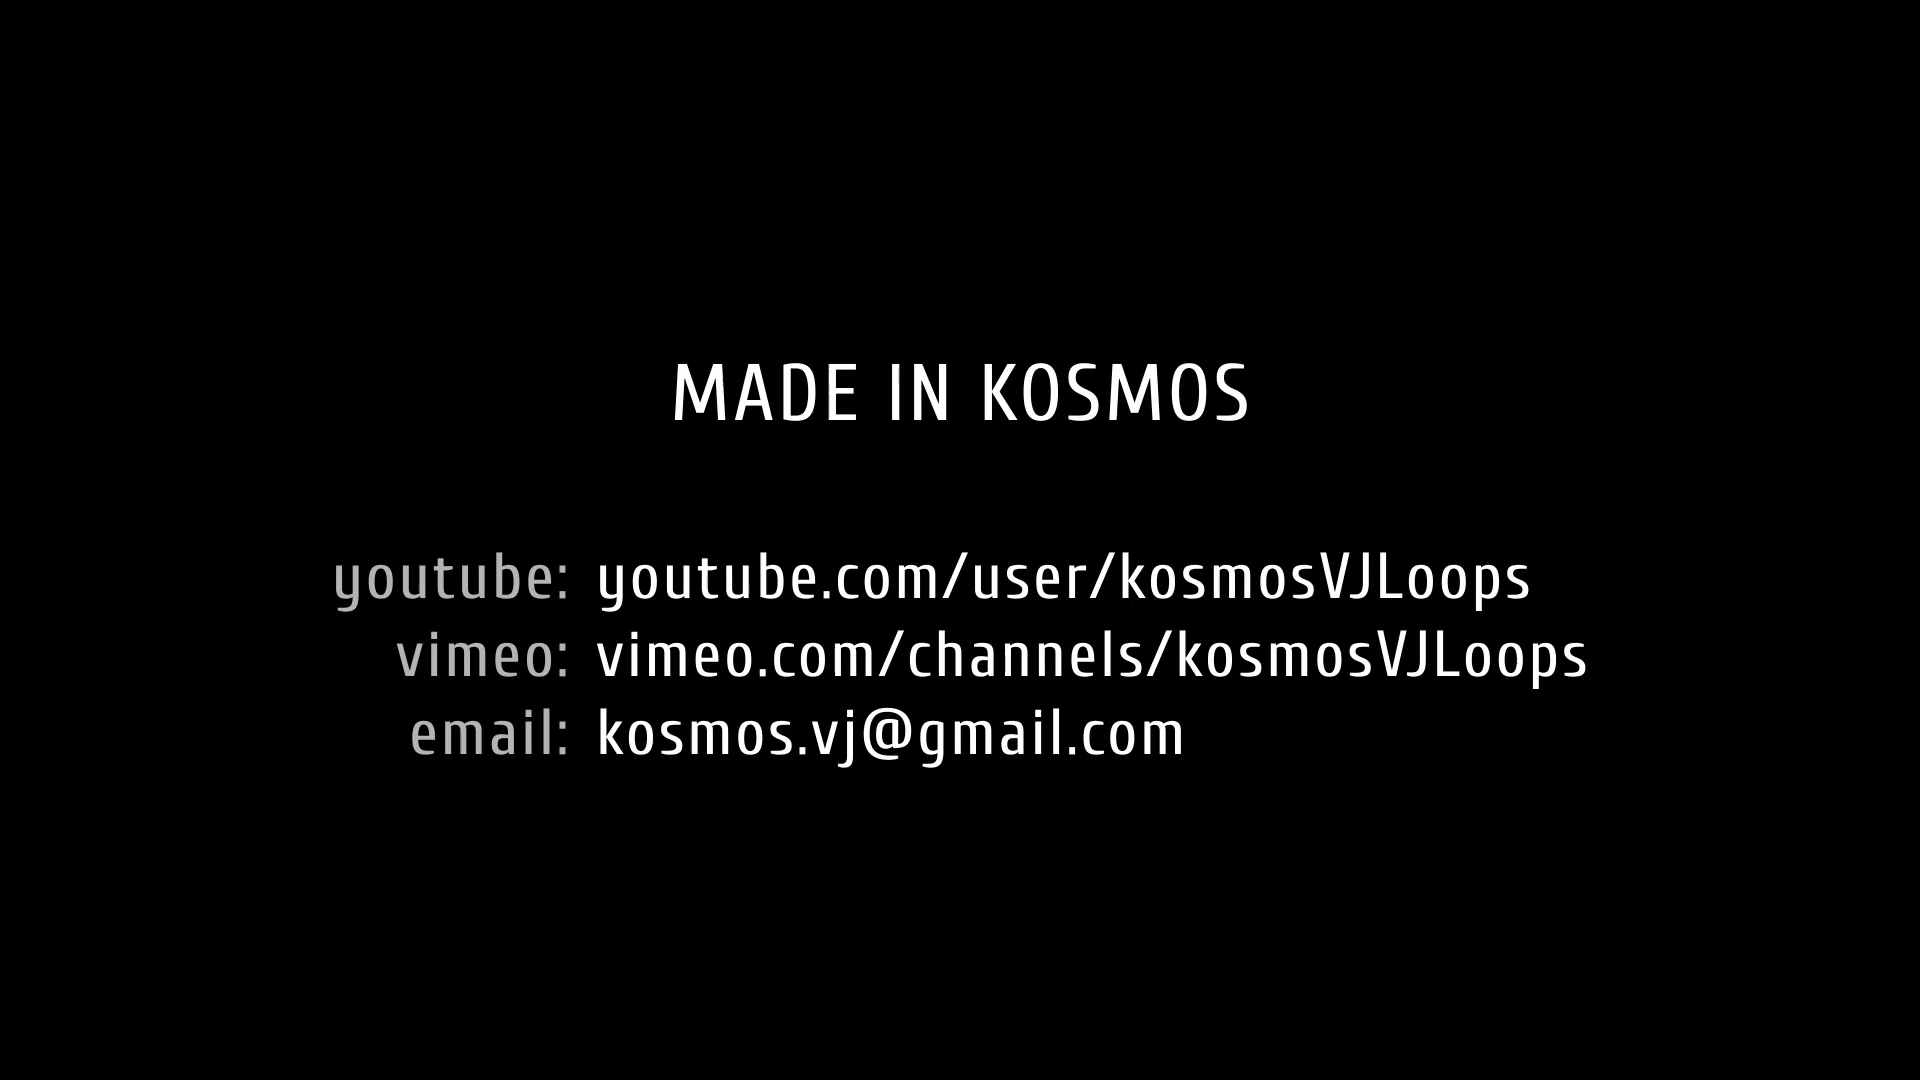 MADE IN KOSMOS
youtube: youtube.com/user/kosmosVJLoops
vimeo: vimeo.com/channels/kosmosVJLoops
email: kosmos.vj@gmail.com